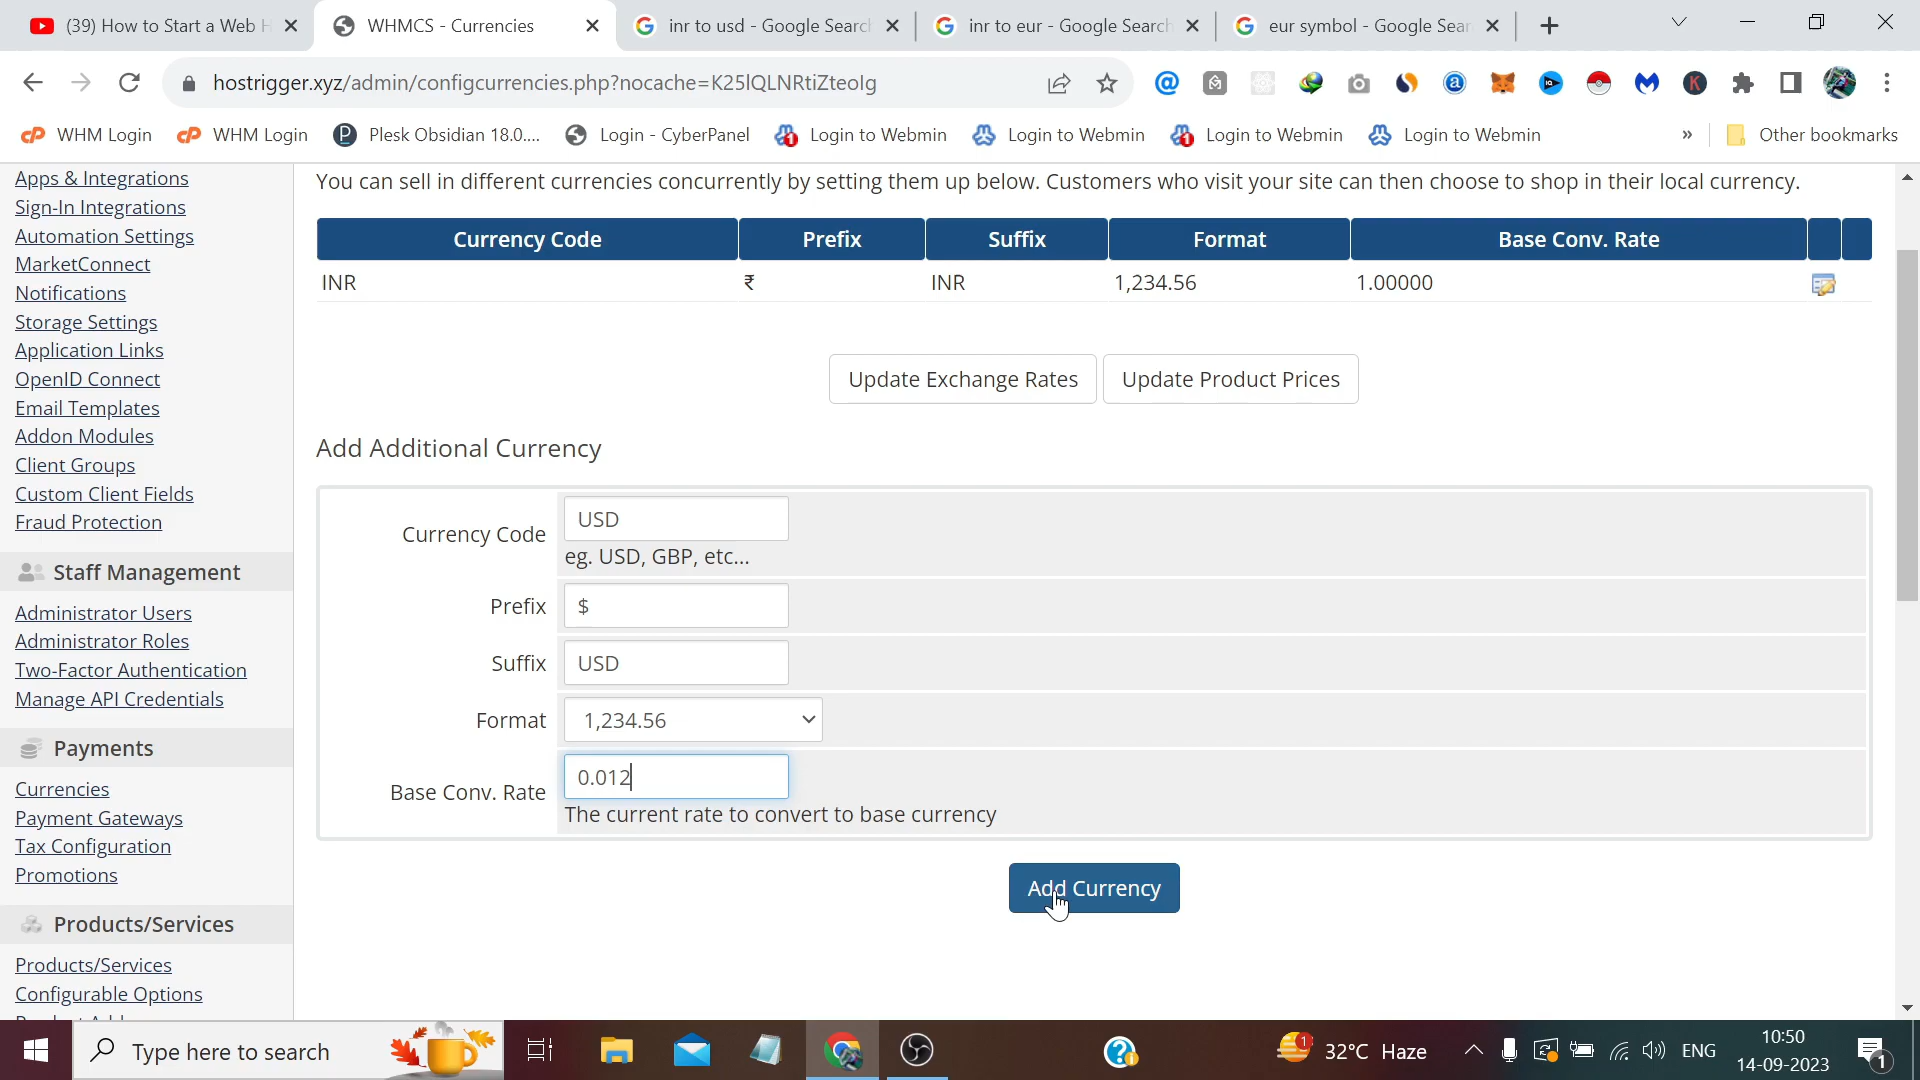 (39) How to Start a Web H
WHMCS - Currencies
inr to usd - Google Search
inr to eur - Google Search
eur symbol - Google Sear
hostrigger.xyz/admin/configcurrencies.php?nocache=K25lQLNRtiZteoIg
WHM Login
WHM Login
Plesk Obsidian 18.0....
Login - CyberPanel
Login to Webmin
Login to Webmin
Login to Webmin
Login to Webmin
»
Other bookmarks
Apps & Integrations
Sign-In Integrations
Automation Settings
MarketConnect
Notifications
Storage Settings
Application Links
OpenID Connect
Email Templates
Addon Modules
Client Groups
Custom Client Fields
Fraud Protection
Staff Management
Administrator Users
Administrator Roles
Two-Factor Authentication
Manage API Credentials
Payments
Currencies
Payment Gateways
Tax Configuration
Promotions
Products/Services
Products/Services
Configurable Options
You can sell in different currencies concurrently by setting them up below. Customers who visit your site can then choose to shop in their local currency.
Currency Code Prefix Suffix Format Base Conv. Rate
INR ₹ INR 1,234.56 1.00000
Update Exchange Rates
Update Product Prices
Add Additional Currency
Currency Code USD
eg. USD, GBP, etc...
Prefix $
Suffix USD
Format 1,234.56
Base Conv. Rate 0.012
The current rate to convert to base currency
Add Currency
Type here to search
32°C Haze
ENG
10:50
14-09-2023
1